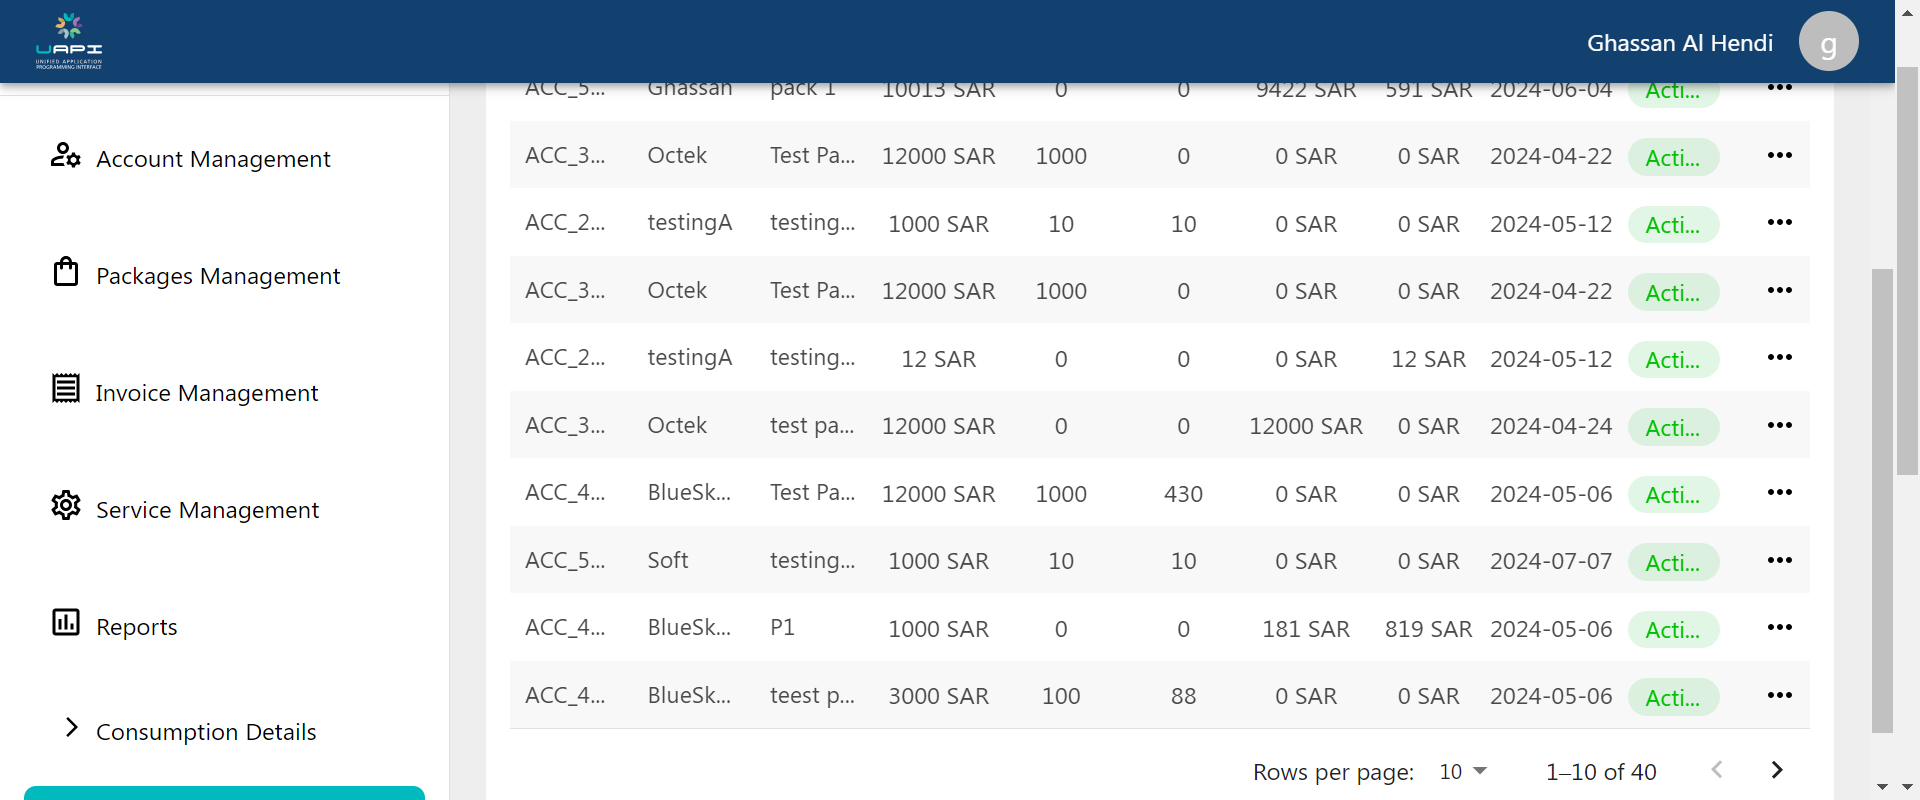 UAPI
UNIFIED APPLICATION
PROGRAMMING INTERFACE
Ghassan Al Hendi
g
Account Management
Packages Management
Invoice Management
Service Management
Reports
Consumption Details
ACC_5... Ghassan pack 1 10013 SAR 0 0 9422 SAR 591 SAR 2024-06-04 Acti...
ACC_3... Octek Test Pa... 12000 SAR 1000 0 0 SAR 0 SAR 2024-04-22 Acti...
ACC_2... testingA testing... 1000 SAR 10 10 0 SAR 0 SAR 2024-05-12 Acti...
ACC_3... Octek Test Pa... 12000 SAR 1000 0 0 SAR 0 SAR 2024-04-22 Acti...
ACC_2... testingA testing... 12 SAR 0 0 0 SAR 12 SAR 2024-05-12 Acti...
ACC_3... Octek test pa... 12000 SAR 0 0 12000 SAR 0 SAR 2024-04-24 Acti...
ACC_4... BlueSk... Test Pa... 12000 SAR 1000 430 0 SAR 0 SAR 2024-05-06 Acti...
ACC_5... Soft testing... 1000 SAR 10 10 0 SAR 0 SAR 2024-07-07 Acti...
ACC_4... BlueSk... P1 1000 SAR 0 0 181 SAR 819 SAR 2024-05-06 Acti...
ACC_4... BlueSk... teest p... 3000 SAR 100 88 0 SAR 0 SAR 2024-05-06 Acti...
Rows per page: 10 1–10 of 40